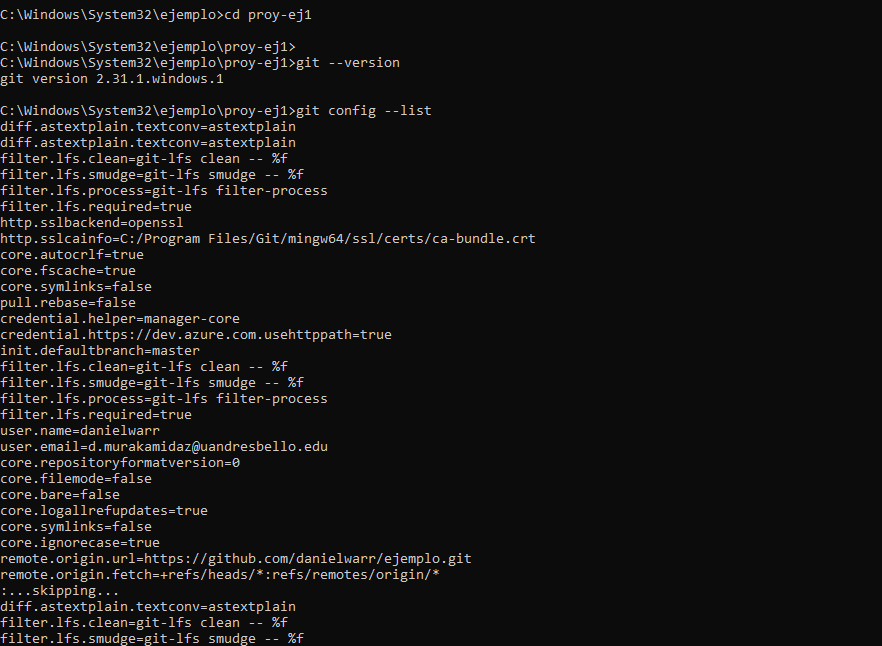 C:\Windows\System32\ejemplo>cd proy-ej1
C:\Windows\System32\ejemplo\proy-ej1>
C:\Windows\System32\ejemplo\proy-ej1>git --version
git version 2.31.1.windows.1
C:\Windows\System32\ejemplo\proy-ej1>git config --list
diff.astextplain.textconv=astextplain
diff.astextplain.textconv=astextplain
filter.lfs.clean=git-lfs clean -- %f
filter.lfs.smudge=git-lfs smudge -- %f
filter.lfs.process=git-lfs filter-process
filter.lfs.required=true
http.sslbackend=openssl
http.sslcainfo=C:/Program Files/Git/mingw64/ssl/certs/ca-bundle.crt
core.autocrlf=true
core.fscache=true
core.symlinks=false
pull.rebase=false
credential.helper=manager-core
credential.https://dev.azure.com.usehttppath=true
init.defaultbranch=master
filter.lfs.clean=git-lfs clean -- %f
filter.lfs.smudge=git-lfs smudge -- %f
filter.lfs.process=git-lfs filter-process
filter.lfs.required=true
user.name=danielwarr
user.email=d.murakamidaz@uandresbello.edu
core.repositoryformatversion=0
core.filemode=false
core.bare=false
core.logallrefupdates=true
core.symlinks=false
core.ignorecase=true
remote.origin.url=https://github.com/danielwarr/ejemplo.git
remote.origin.fetch=+refs/heads/*:refs/remotes/origin/*
:...skipping...
diff.astextplain.textconv=astextplain
filter.lfs.clean=git-lfs clean -- %f
filter.lfs.smudge=git-lfs smudge -- %f